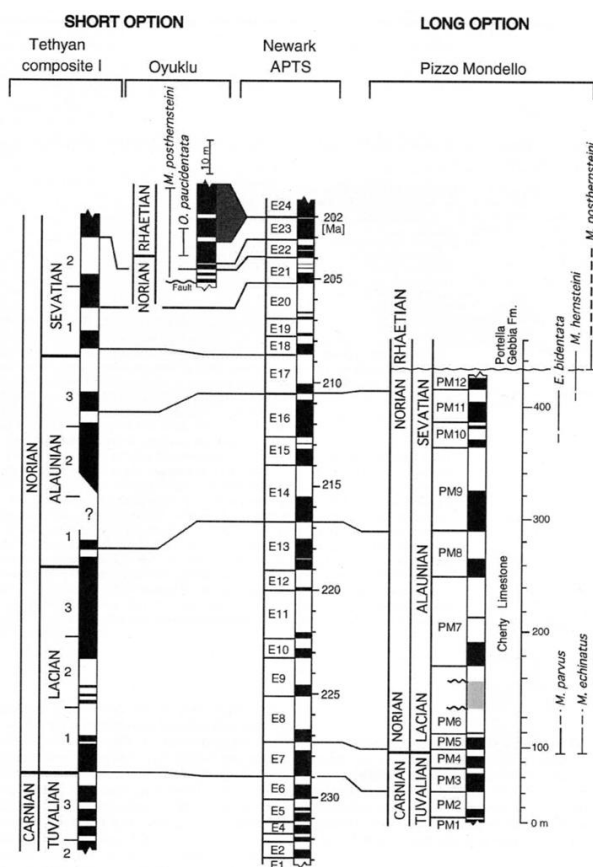 SHORT OPTION
LONG OPTION
Tethyan
composite I
Oyuklu
Newark
APTS
Pizzo Mondello
M. posthernsteini
O. paucidentata
10 m
RHAETIAN
NORIAN
Fault
NORIAN
CARNIAN
SEVATIAN
ALAUNIAN
LACIAN
TUVALIAN
2
1
3
2
1
3
2
1
3
2
?
E24
E23
E22
E21
E20
E19
E18
E17
E16
E15
E14
E13
E12
E11
E10
E9
E8
E7
E6
E5
E4
E2
E1
202
[Ma]
205
210
215
220
225
230
RHAETIAN
NORIAN
NORIAN
CARNIAN
SEVATIAN
ALAUNIAN
LACIAN
TUVALIAN
PM12
PM11
PM10
PM9
PM8
PM7
PM6
PM5
PM4
PM3
PM2
PM1
Portella
Gebbia Fm.
Cherty Limestone
400
300
200
100
0 m
E. bidentata
M. hernsteini
M. posthernsteini
M. parvus
M. echinatus